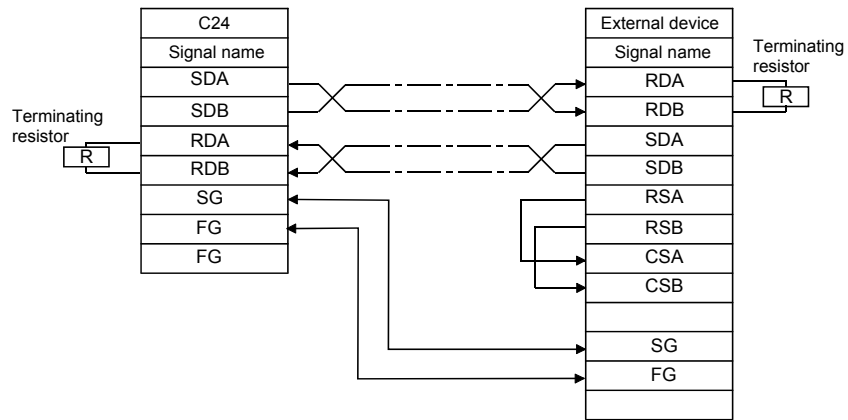 C24
Signal name
SDA
SDB
RDA
RDB
SG
FG
FG
Terminating
resistor
R
External device
Signal name
RDA
RDB
SDA
SDB
RSA
RSB
CSA
CSB
SG
FG
Terminating
resistor
R